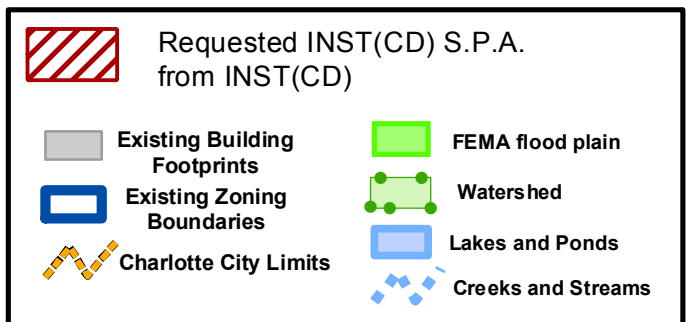 Requested INST(CD) S.P.A.
from INST(CD)
Existing Building
Footprints
Existing Zoning
Boundaries
Charlotte City Limits
FEMA flood plain
Watershed
Lakes and Ponds
Creeks and Streams